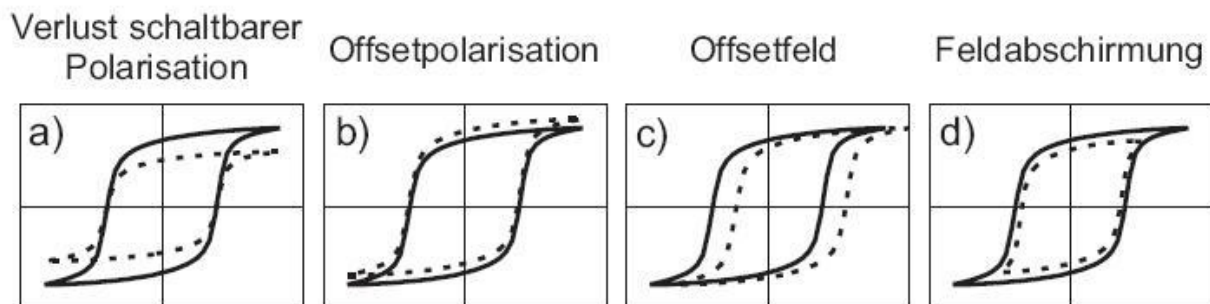 Verlust schaltbarer
Polarisation
Offsetpolarisation
Offsetfeld
Feldabschirmung
a)
b)
c)
d)